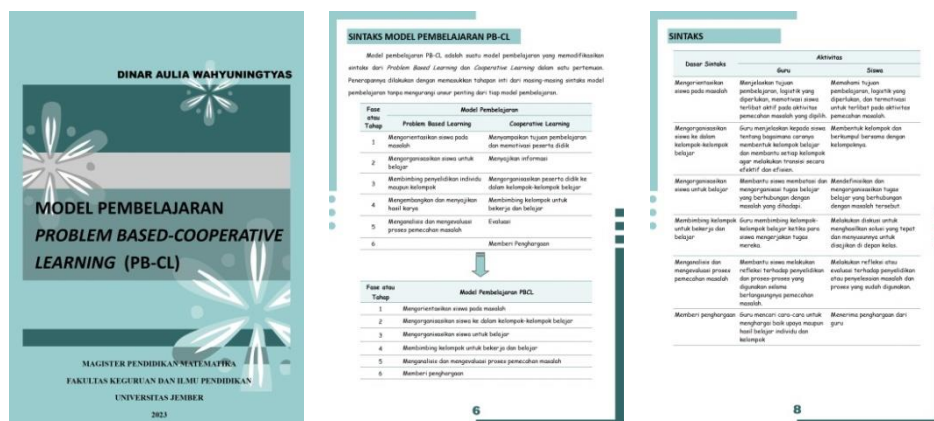 DINAR AULIA WAHYUNINGTYAS
MODEL PEMBELAJARAN
PROBLEM BASED-COOPERATIVE
LEARNING (PB-CL)
MAGISTER PENDIDIKAN MATEMATIKA
FAKULTAS KEGURUAN DAN ILMU PENDIDIKAN
UNIVERSITAS JEMBER
2023
SINTAKS MODEL PEMBELAJARAN PB-CL
Model pembelajaran PB-CL adalah suatu model pembelajaran yang memodifikasikan
sintaks dari Problem Based Learning dan Cooperative Learning dalam satu pertemuan.
Penerapannya dilakukan dengan memasukkan tahapan inti dari masing-masing sintaks model
pembelajaran tanpa mengurangi unsur penting dari tiap model pembelajaran.
Fase atau Tahap
Model Pembelajaran
Problem Based Learning
Cooperative Learning
1 Mengorientasikan siswa pada masalah
Menyampaikan tujuan pembelajaran dan memotivasi peserta didik
2 Mengorganisasikan siswa untuk belajar
Menyajikan informasi
3 Membimbing penyelidikan individu maupun kelompok
Mengorganisasikan peserta didik ke dalam kelompok-kelompok belajar
4 Mengembangkan dan menyajikan hasil karya
Membimbing kelompok untuk bekerja dan belajar
5 Menganalisis dan mengevaluasi proses pemecahan masalah
Evaluasi
6 Memberi Penghargaan
Fase atau Tahap
Model Pembelajaran PBCL
1 Mengorientasikan siswa pada masalah
2 Mengorganisasikan siswa ke dalam kelompok-kelompok belajar
3 Mengorganisasikan siswa untuk belajar
4 Membimbing kelompok untuk bekerja dan belajar
5 Menganalisis dan mengevaluasi proses pemecahan masalah
6 Memberi penghargaan
6
SINTAKS
Dasar Sintaks
Aktivitas
Guru
Siswa
Mengorientasikan siswa pada masalah
Menjelaskan tujuan pembelajaran, logistik yang diperlukan, memotivasi siswa terlibat aktif pada aktivitas pemecahan masalah yang dipilih.
Memahami tujuan pembelajaran, logistik yang diperlukan, dan termotivasi untuk terlibat pada aktivitas pemecahan masalah.
Mengorganisasikan siswa ke dalam kelompok-kelompok belajar
Guru menjelaskan kepada siswa tentang bagaimana caranya membentuk kelompok belajar dan membantu setiap kelompok agar melakukan transisi secara efektif dan efisien.
Membentuk kelompok dan berkumpul bersama dengan kelompoknya.
Mengorganisasikan siswa untuk belajar
Membantu siswa membatasi dan mengorganisasi tugas belajar yang berhubungan dengan masalah yang dihadapi.
Mendefinisikan dan mengorganisasikan tugas belajar yang berhubungan dengan masalah tersebut.
Membimbing kelompok untuk bekerja dan belajar
Guru membimbing kelompok-kelompok belajar ketika para siswa mengerjakan tugas mereka.
Melakukan diskusi untuk menghasilkan solusi yang tepat dan menyusunnya untuk disajikan di depan kelas.
Menganalisis dan mengevaluasi proses pemecahan masalah
Membantu siswa melakukan refleksi terhadap penyelidikan dan proses-proses yang digunakan selama berlangsungnya pemecahan masalah.
Melakukan refleksi atau evaluasi terhadap penyelidikan atau penyelesaian masalah dan proses yang sudah digunakan.
Memberi penghargaan
Guru mencari cara-cara untuk menghargai baik upaya maupun hasil belajar individu dan kelompok
Menerima penghargaan dari guru
8